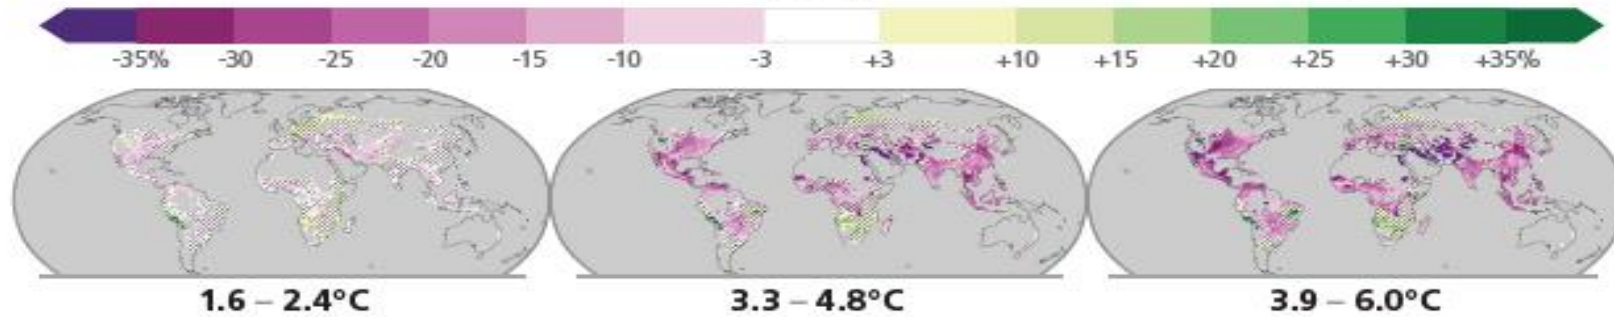 -35% -30 -25 -20 -15 -10 -3 +3 +10 +15 +20 +25 +30 +35%
1.6 – 2.4°C 3.3 – 4.8°C 3.9 – 6.0°C